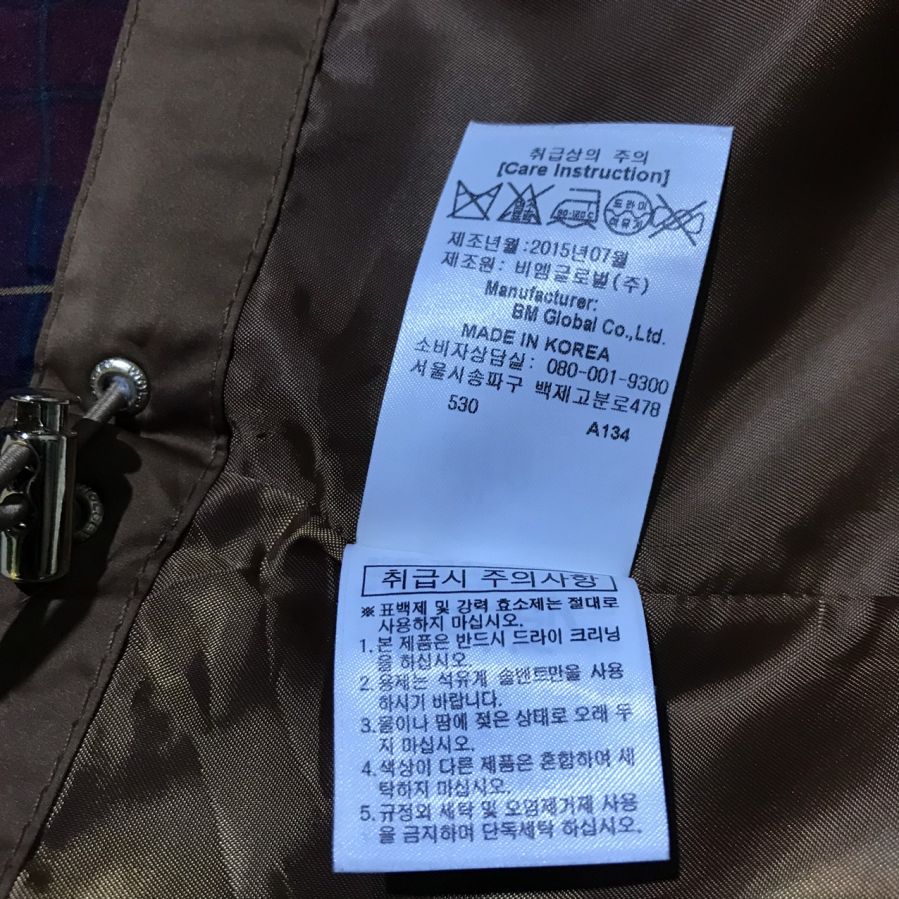 취급상의 주의
[Care Instruction]
80-160℃
드라이
석유계
제조년월:2015년07월
제조원: 비엠글로벌(주)
Manufacturer:
BM Global Co.,Ltd.
MADE IN KOREA
소비자상담실: 080-001-9300
서울시송파구 백제고분로478
530
A134
취급시 주의사항
※ 표백제 및 강력 효소제는 절대로
사용하지 마십시오.
1.본 제품은 반드시 드라이 크리닝
을 하십시오.
2.용제는 석유계 솔밴트만을 사용
하시기 바랍니다.
3.물이나 땀에 젖은 상태로 오래 두
지 마십시오.
4.색상이 다른 제품은 혼합하여 세
탁하지 마십시오.
5.규정외 세탁 및 오염제거제 사용
을 금지하며 단독세탁 하십시오.